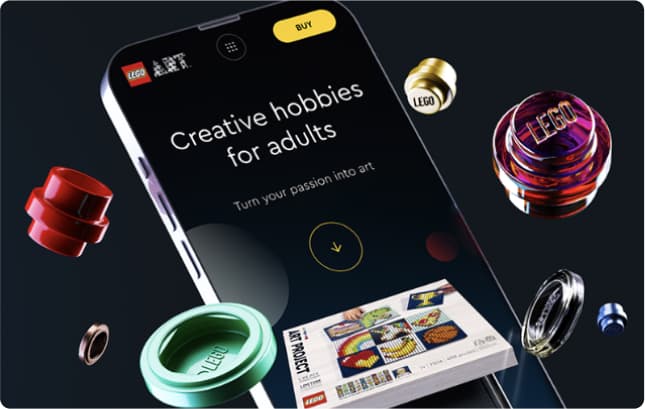 BUY
LEGO
ART
Creative hobbies
for adults
Turn your passion into art
LEGO
LEGO
LEGO
ART PROJECT
LEGO